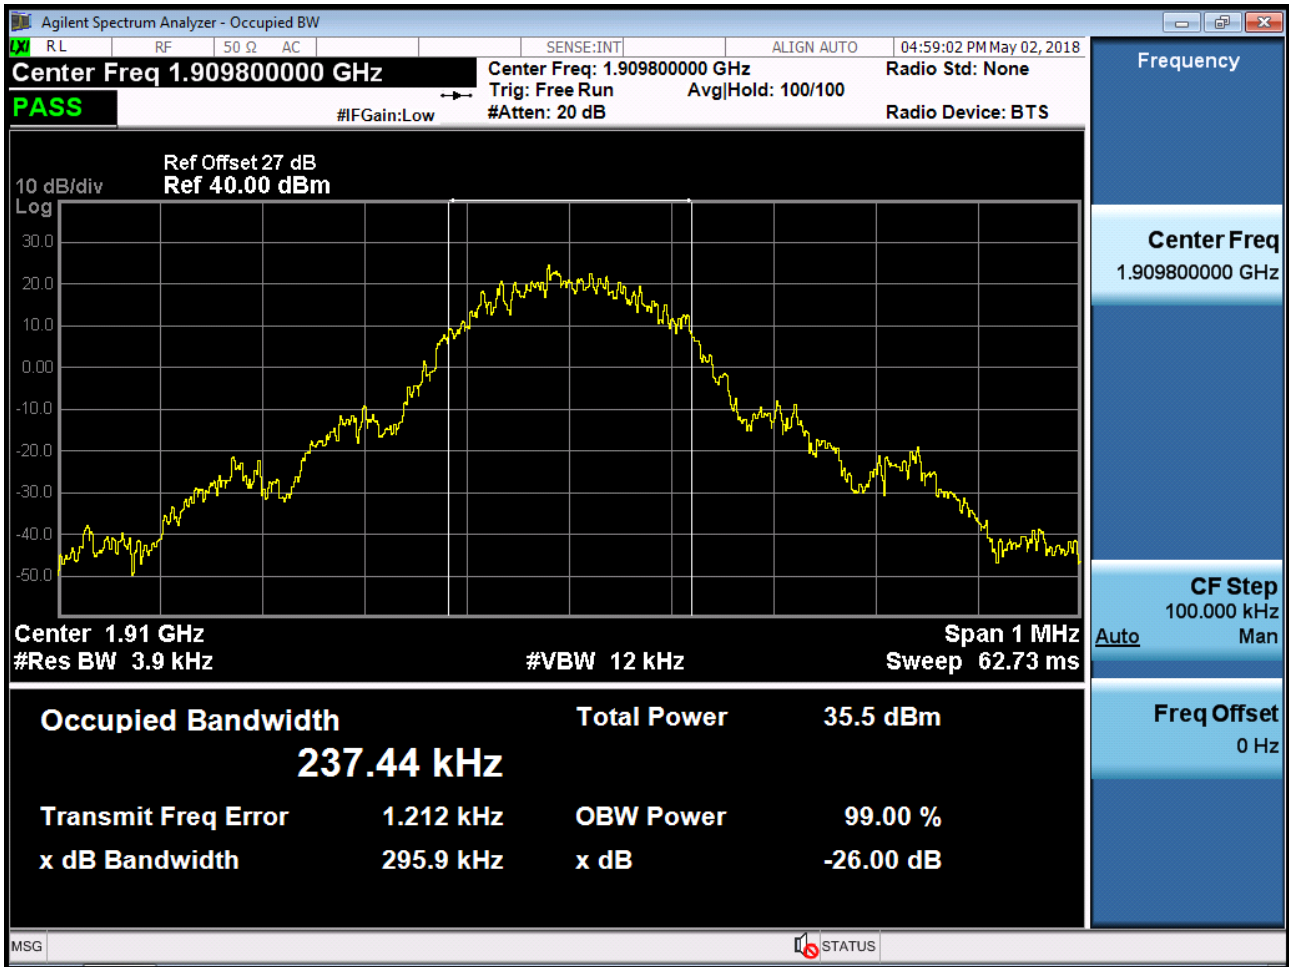 Agilent Spectrum Analyzer - Occupied BW
LXI RL RF 50 Ω AC SENSE:INT ALIGN AUTO 04:59:02 PM May 02, 2018
Center Freq 1.909800000 GHz
Center Freq: 1.909800000 GHz Radio Std: None
Trig: Free Run Avg|Hold: 100/100
PASS
#IFGain:Low #Atten: 20 dB Radio Device: BTS
Ref Offset 27 dB
10 dB/div Ref 40.00 dBm
Log
30.0
20.0
10.0
0.00
-10.0
-20.0
-30.0
-40.0
-50.0
Center 1.91 GHz Span 1 MHz
#Res BW 3.9 kHz #VBW 12 kHz Sweep 62.73 ms
Occupied Bandwidth Total Power 35.5 dBm
237.44 kHz
Transmit Freq Error 1.212 kHz OBW Power 99.00 %
x dB Bandwidth 295.9 kHz x dB -26.00 dB
Frequency
Center Freq
1.909800000 GHz
CF Step
100.000 kHz
Auto Man
Freq Offset
0 Hz
MSG STATUS